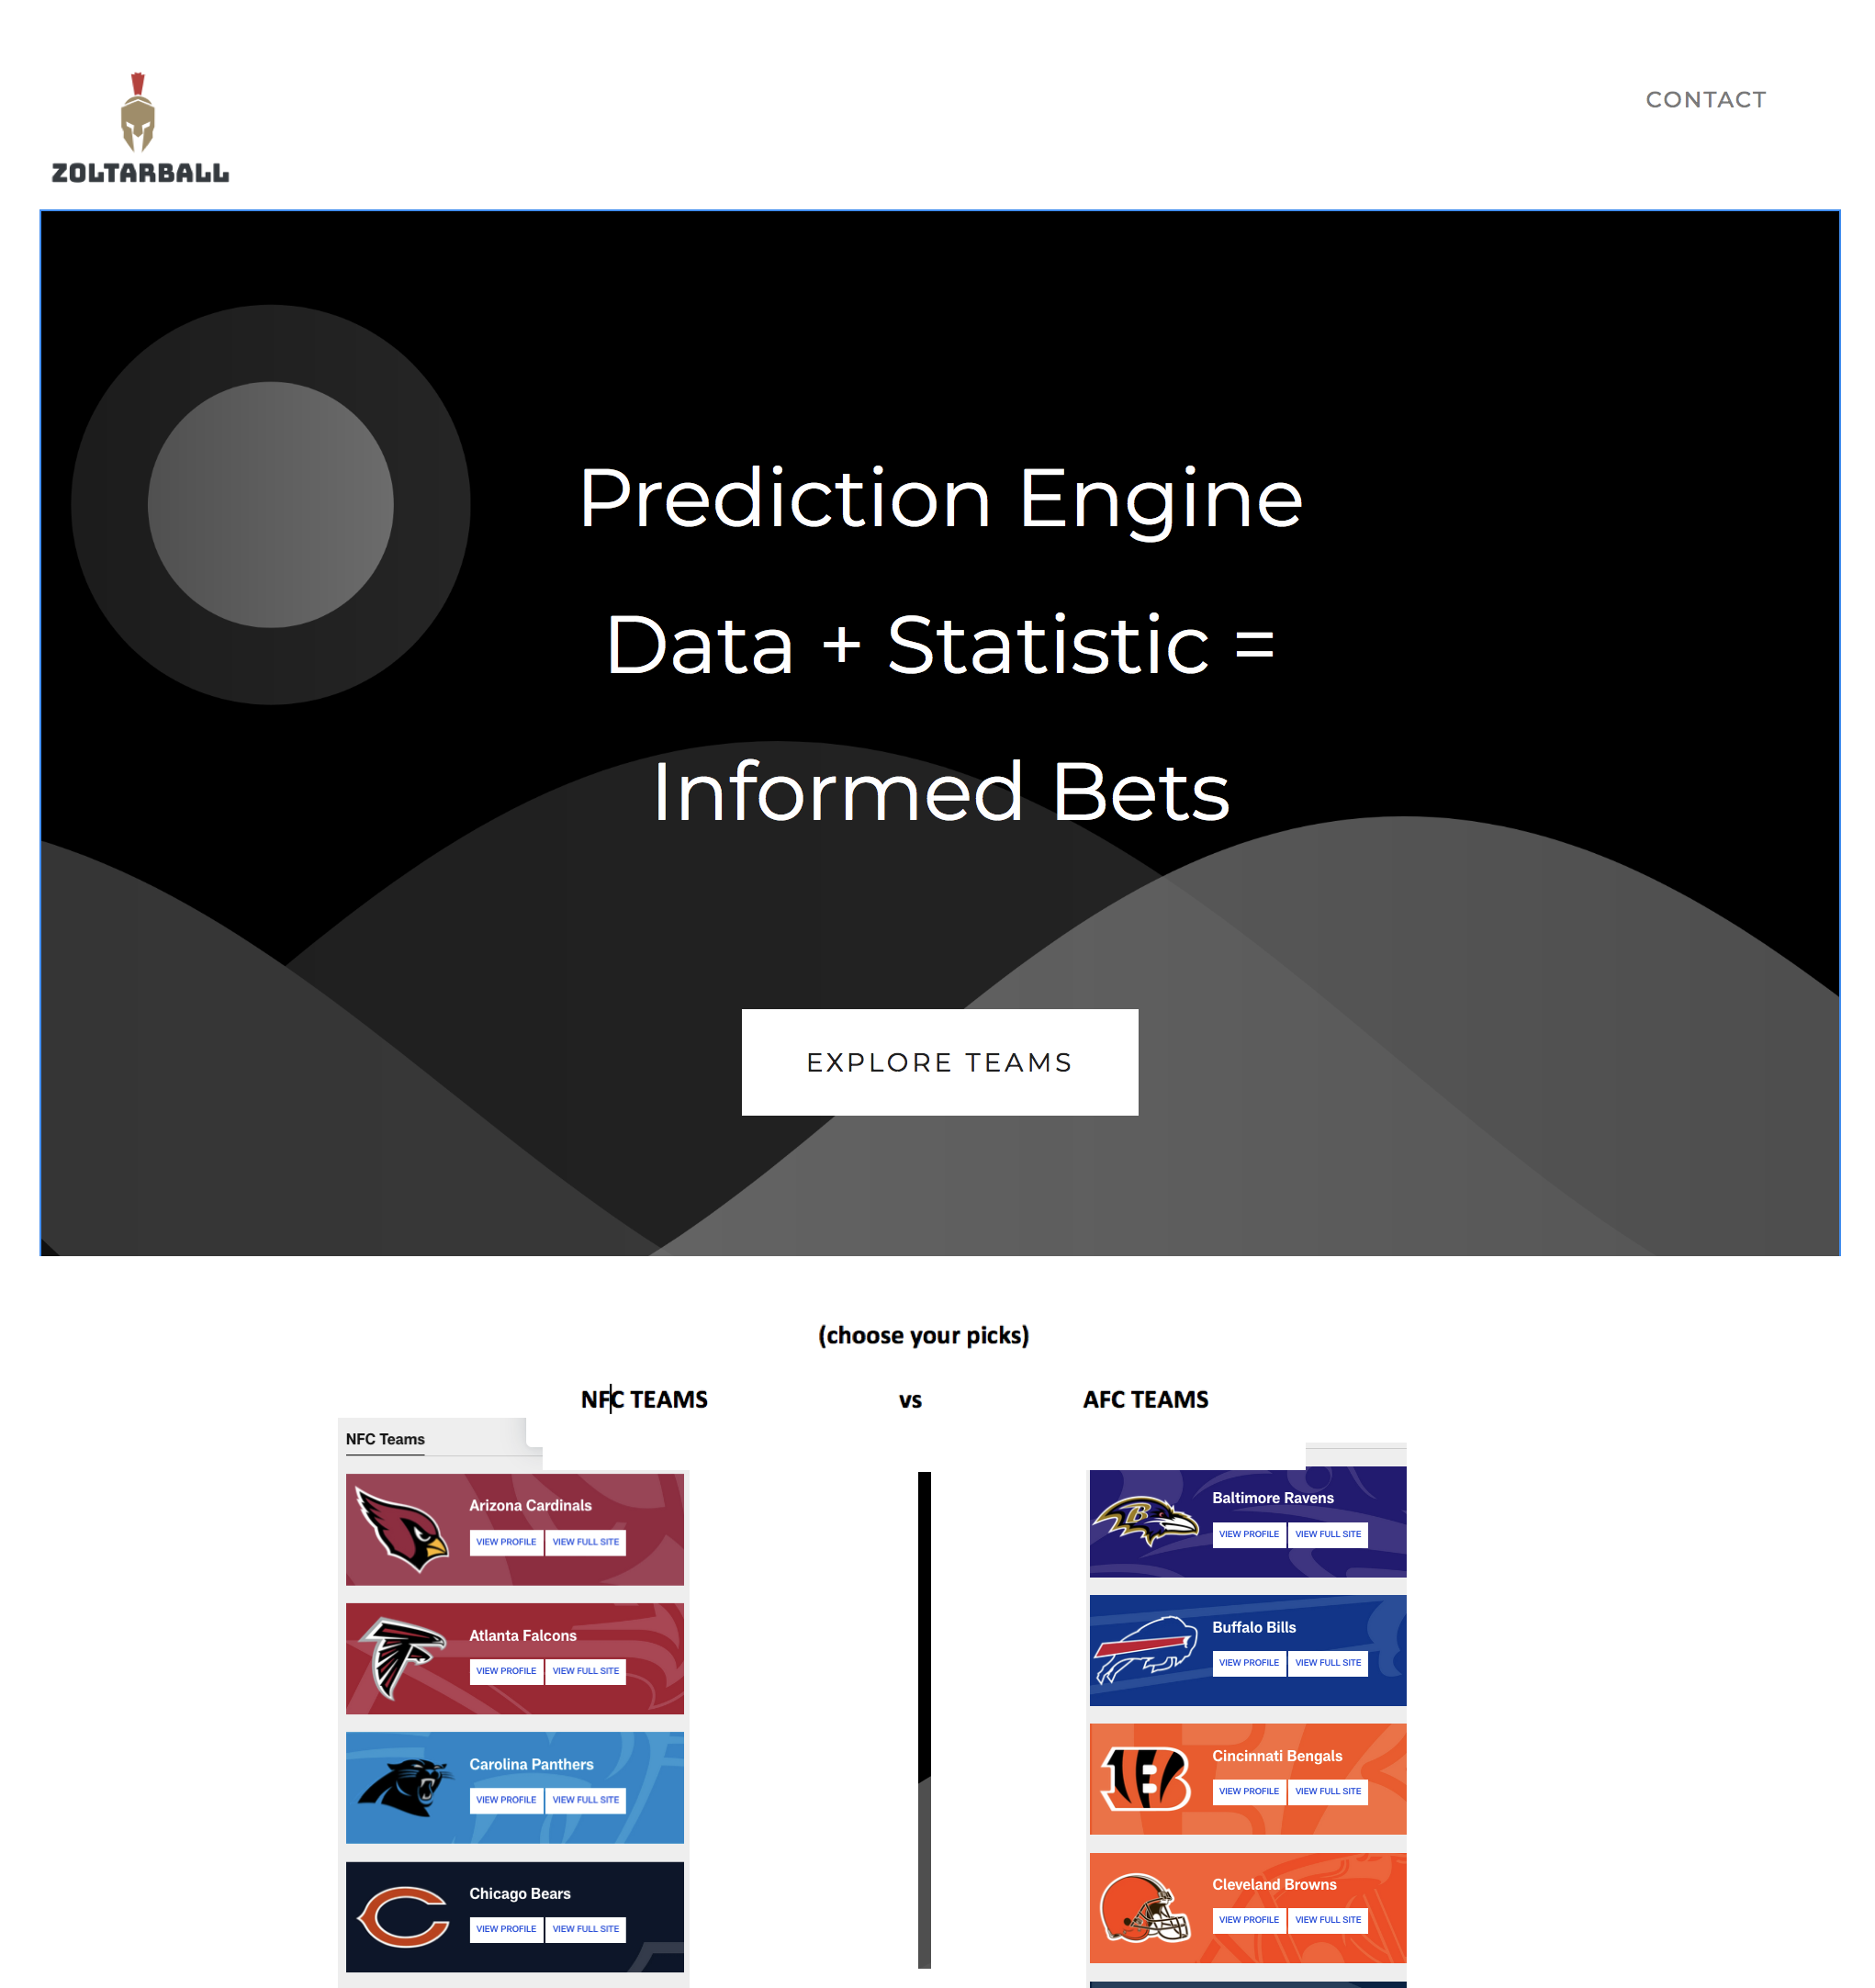 CONTACT
ZOLTARBALL
Prediction Engine
Data + Statistic =
Informed Bets
EXPLORE TEAMS
(choose your picks)
NFC TEAMS vs AFC TEAMS
NFC Teams
Arizona Cardinals
VIEW PROFILE VIEW FULL SITE
Atlanta Falcons
VIEW PROFILE VIEW FULL SITE
Carolina Panthers
VIEW PROFILE VIEW FULL SITE
Chicago Bears
VIEW PROFILE VIEW FULL SITE
Baltimore Ravens
VIEW PROFILE VIEW FULL SITE
Buffalo Bills
VIEW PROFILE VIEW FULL SITE
Cincinnati Bengals
VIEW PROFILE VIEW FULL SITE
Cleveland Browns
VIEW PROFILE VIEW FULL SITE